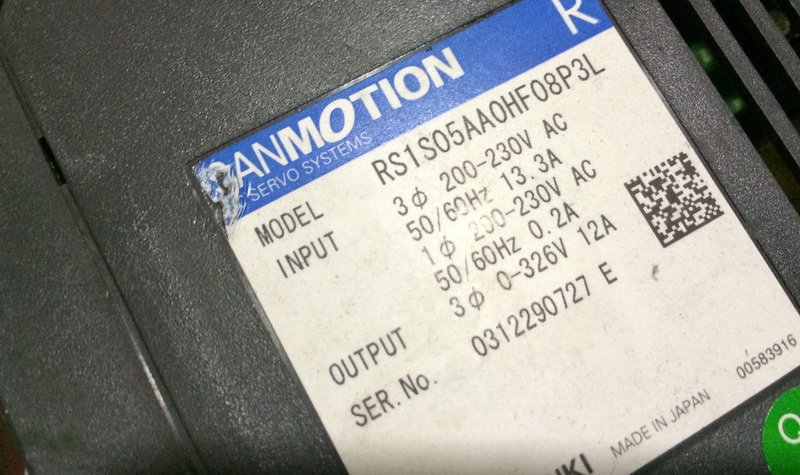 SANMOTION R
SERVO SYSTEMS
MODEL RS1S05AA0HF08P3L
INPUT 3φ 200-230V AC
50/60Hz 13.3A
1φ 200-230V AC
50/60Hz 0.2A
OUTPUT 3φ 0-326V 12A
SER.No. 0312290727 E
MADE IN JAPAN 00583916